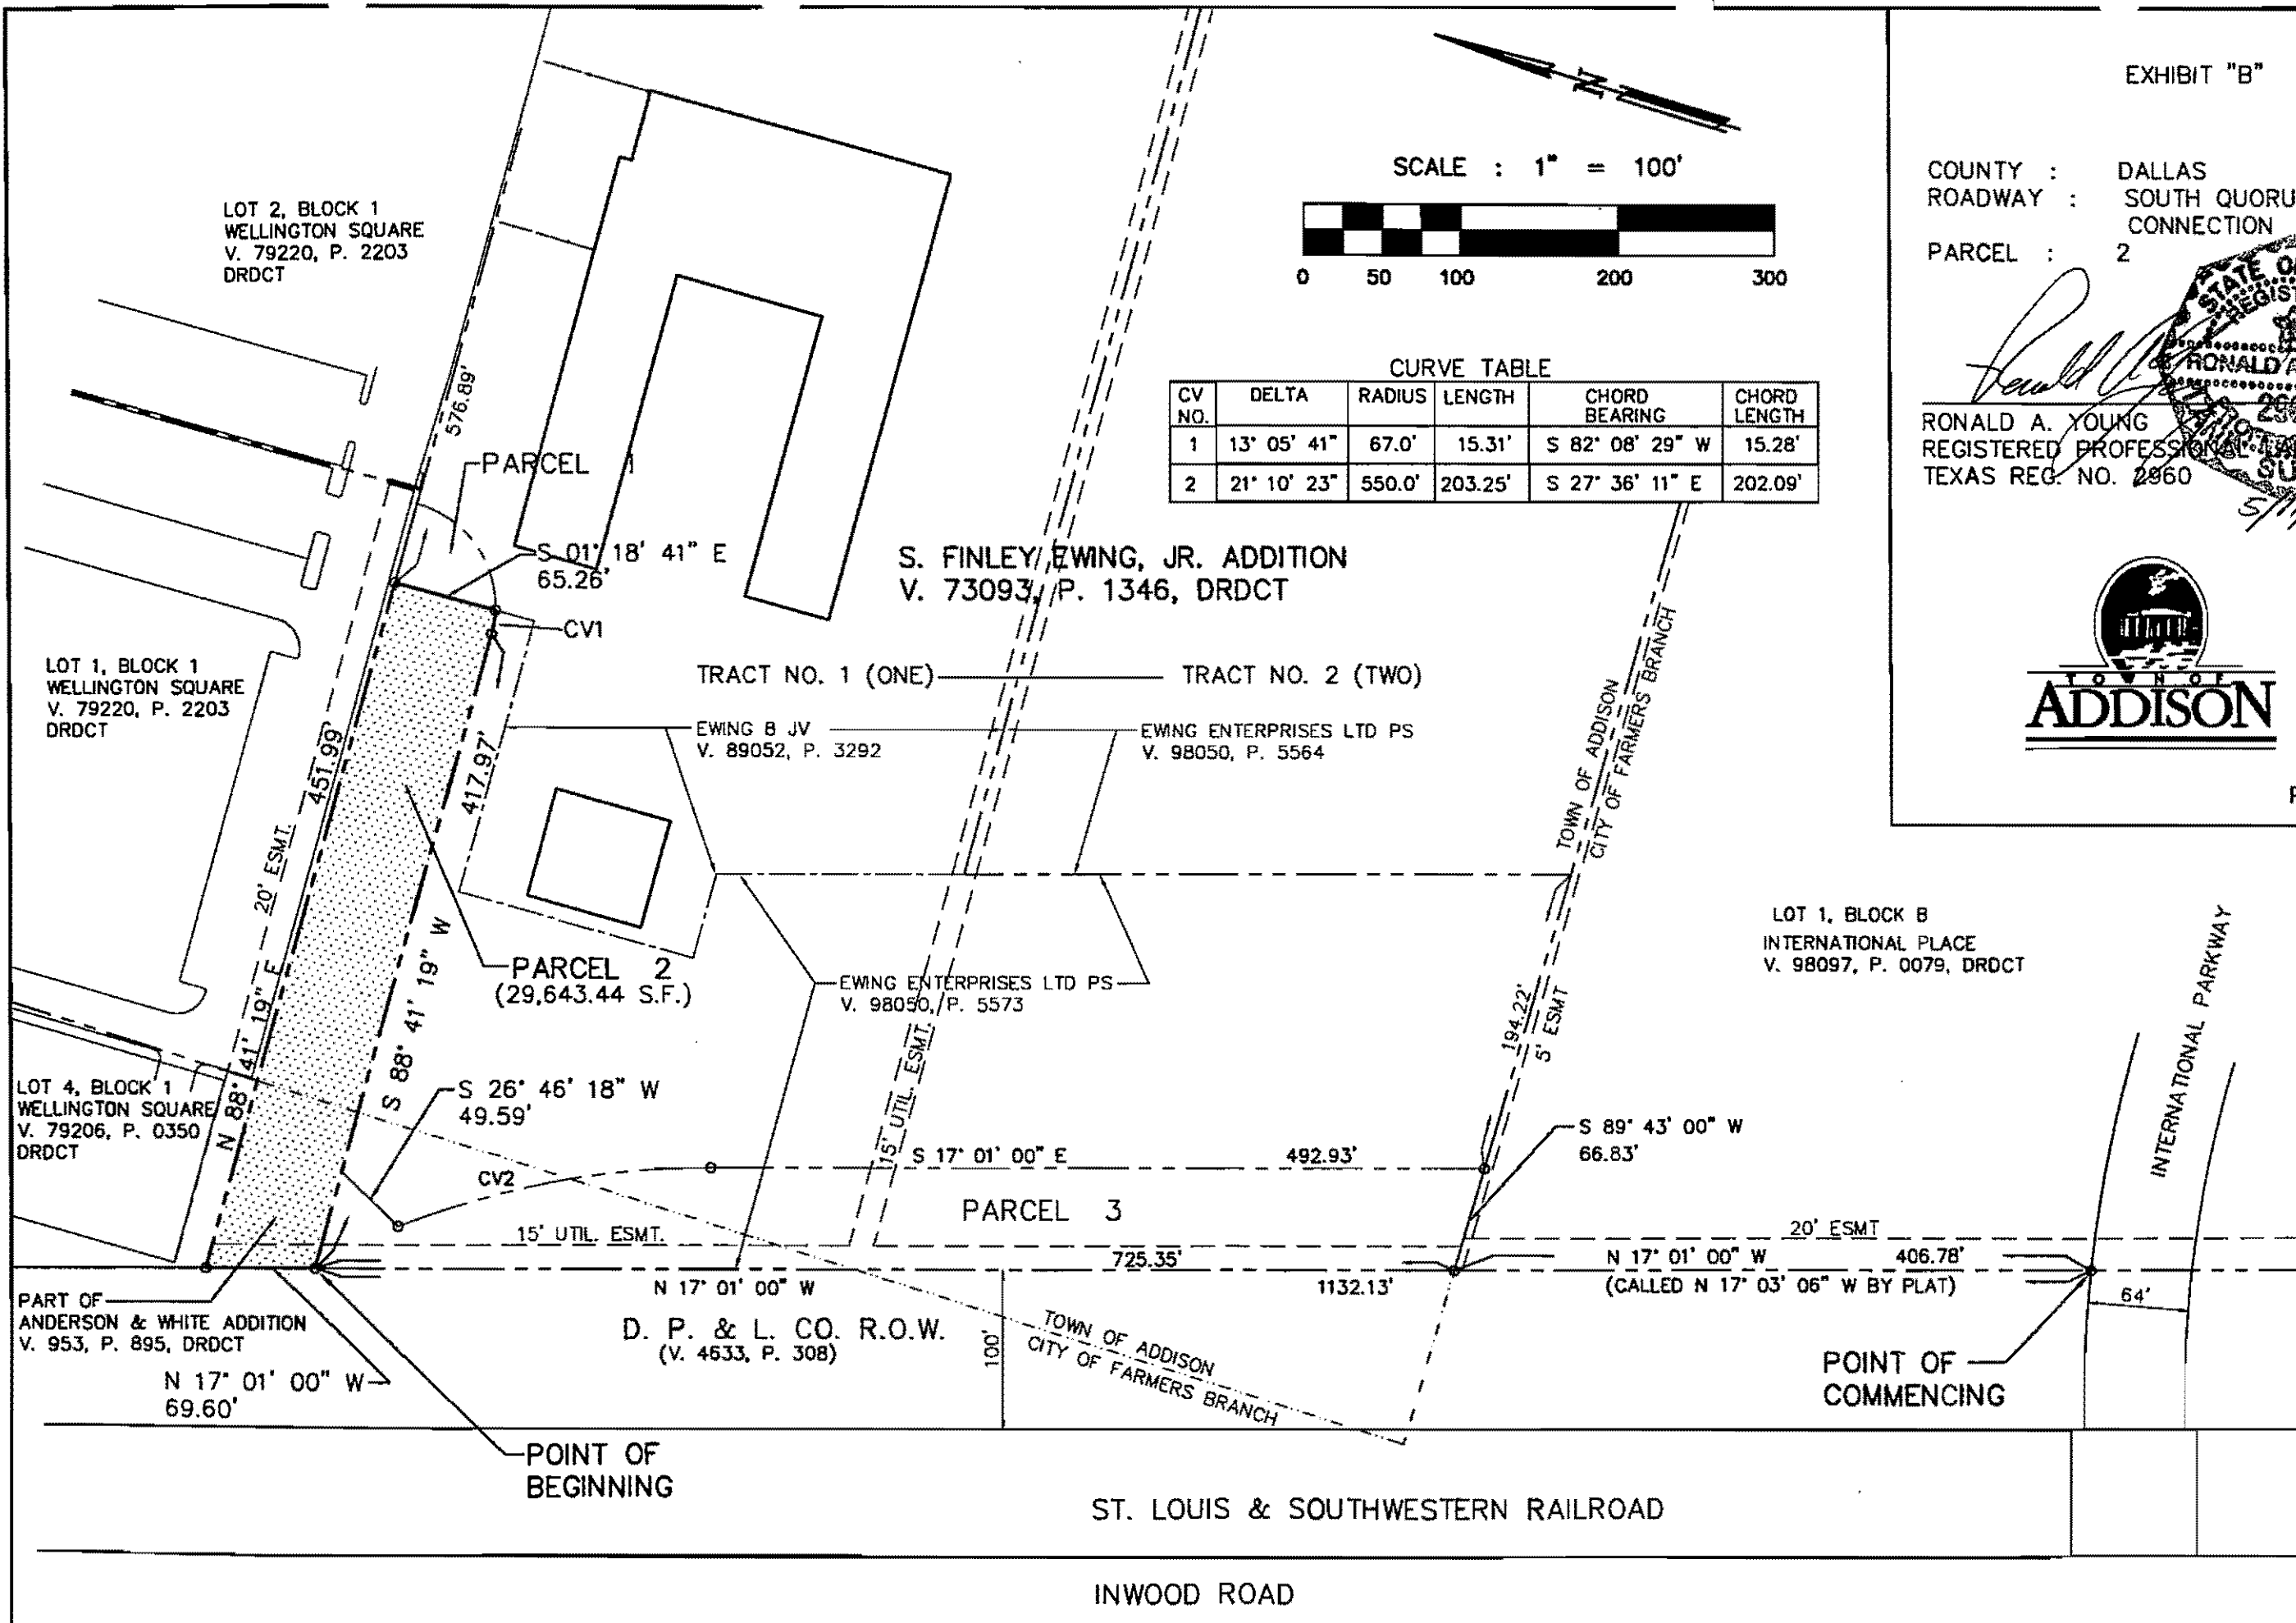 EXHIBIT "B"
COUNTY : DALLAS
ROADWAY : SOUTH
CONNECTION
PARCEL : 2
RONALD A. YOUNG
REGISTERED PROFESSIONAL
TEXAS REG. NO. 2960
STATE
RONALD A
TOWN OF
ADDISON
N
SCALE : 1" = 100'
0 50 100 200 300
CURVE TABLE
CV NO. DELTA RADIUS LENGTH CHORD BEARING CHORD LENGTH
1 13° 05' 41" 67.0' 15.31' S 82° 08' 29" W 15.28'
2 21° 10' 23" 550.0' 203.25' S 27° 36' 11" E 202.09'
LOT 2, BLOCK 1
WELLINGTON SQUARE
V. 79220, P. 2203
DRDCT
576.89'
PARCEL 1
S 01° 18' 41" E
65.26'
CV1
S. FINLEY EWING, JR. ADDITION
V. 73093, P. 1346, DRDCT
LOT 1, BLOCK 1
WELLINGTON SQUARE
V. 79220, P. 2203
DRDCT
TRACT NO. 1 (ONE)
TRACT NO. 2 (TWO)
EWING B JV
V. 89052, P. 3292
EWING ENTERPRISES LTD PS
V. 98050, P. 5564
TOWN OF ADDISON
CITY OF FARMERS BRANCH
451.99'
417.97'
20' ESMT.
N 88° 41' 19" E
S 88° 41' 19" W
PARCEL 2
(29,643.44 S.F.)
EWING ENTERPRISES LTD PS
V. 98050, P. 5573
LOT 1, BLOCK B
INTERNATIONAL PLACE
V. 98097, P. 0079, DRDCT
INTERNATIONAL PARKWAY
194.22'
5' ESMT
15' UTIL. ESMT.
LOT 4, BLOCK 1
WELLINGTON SQUARE
V. 79206, P. 0350
DRDCT
S 26° 46' 18" W
49.59'
CV2
S 17° 01' 00" E 492.93'
S 89° 43' 00" W
66.83'
PARCEL 3
15' UTIL. ESMT.
20' ESMT
725.35'
N 17° 01' 00" W 406.78'
N 17° 01' 00" W
1132.13'
(CALLED N 17° 03' 06" W BY PLAT)
64'
PART OF
ANDERSON & WHITE ADDITION
V. 953, P. 895, DRDCT
N 17° 01' 00" W
69.60'
D. P. & L. CO. R.O.W.
(V. 4633, P. 308)
100'
TOWN OF ADDISON
CITY OF FARMERS BRANCH
POINT OF
COMMENCING
POINT OF
BEGINNING
ST. LOUIS & SOUTHWESTERN RAILROAD
INWOOD ROAD